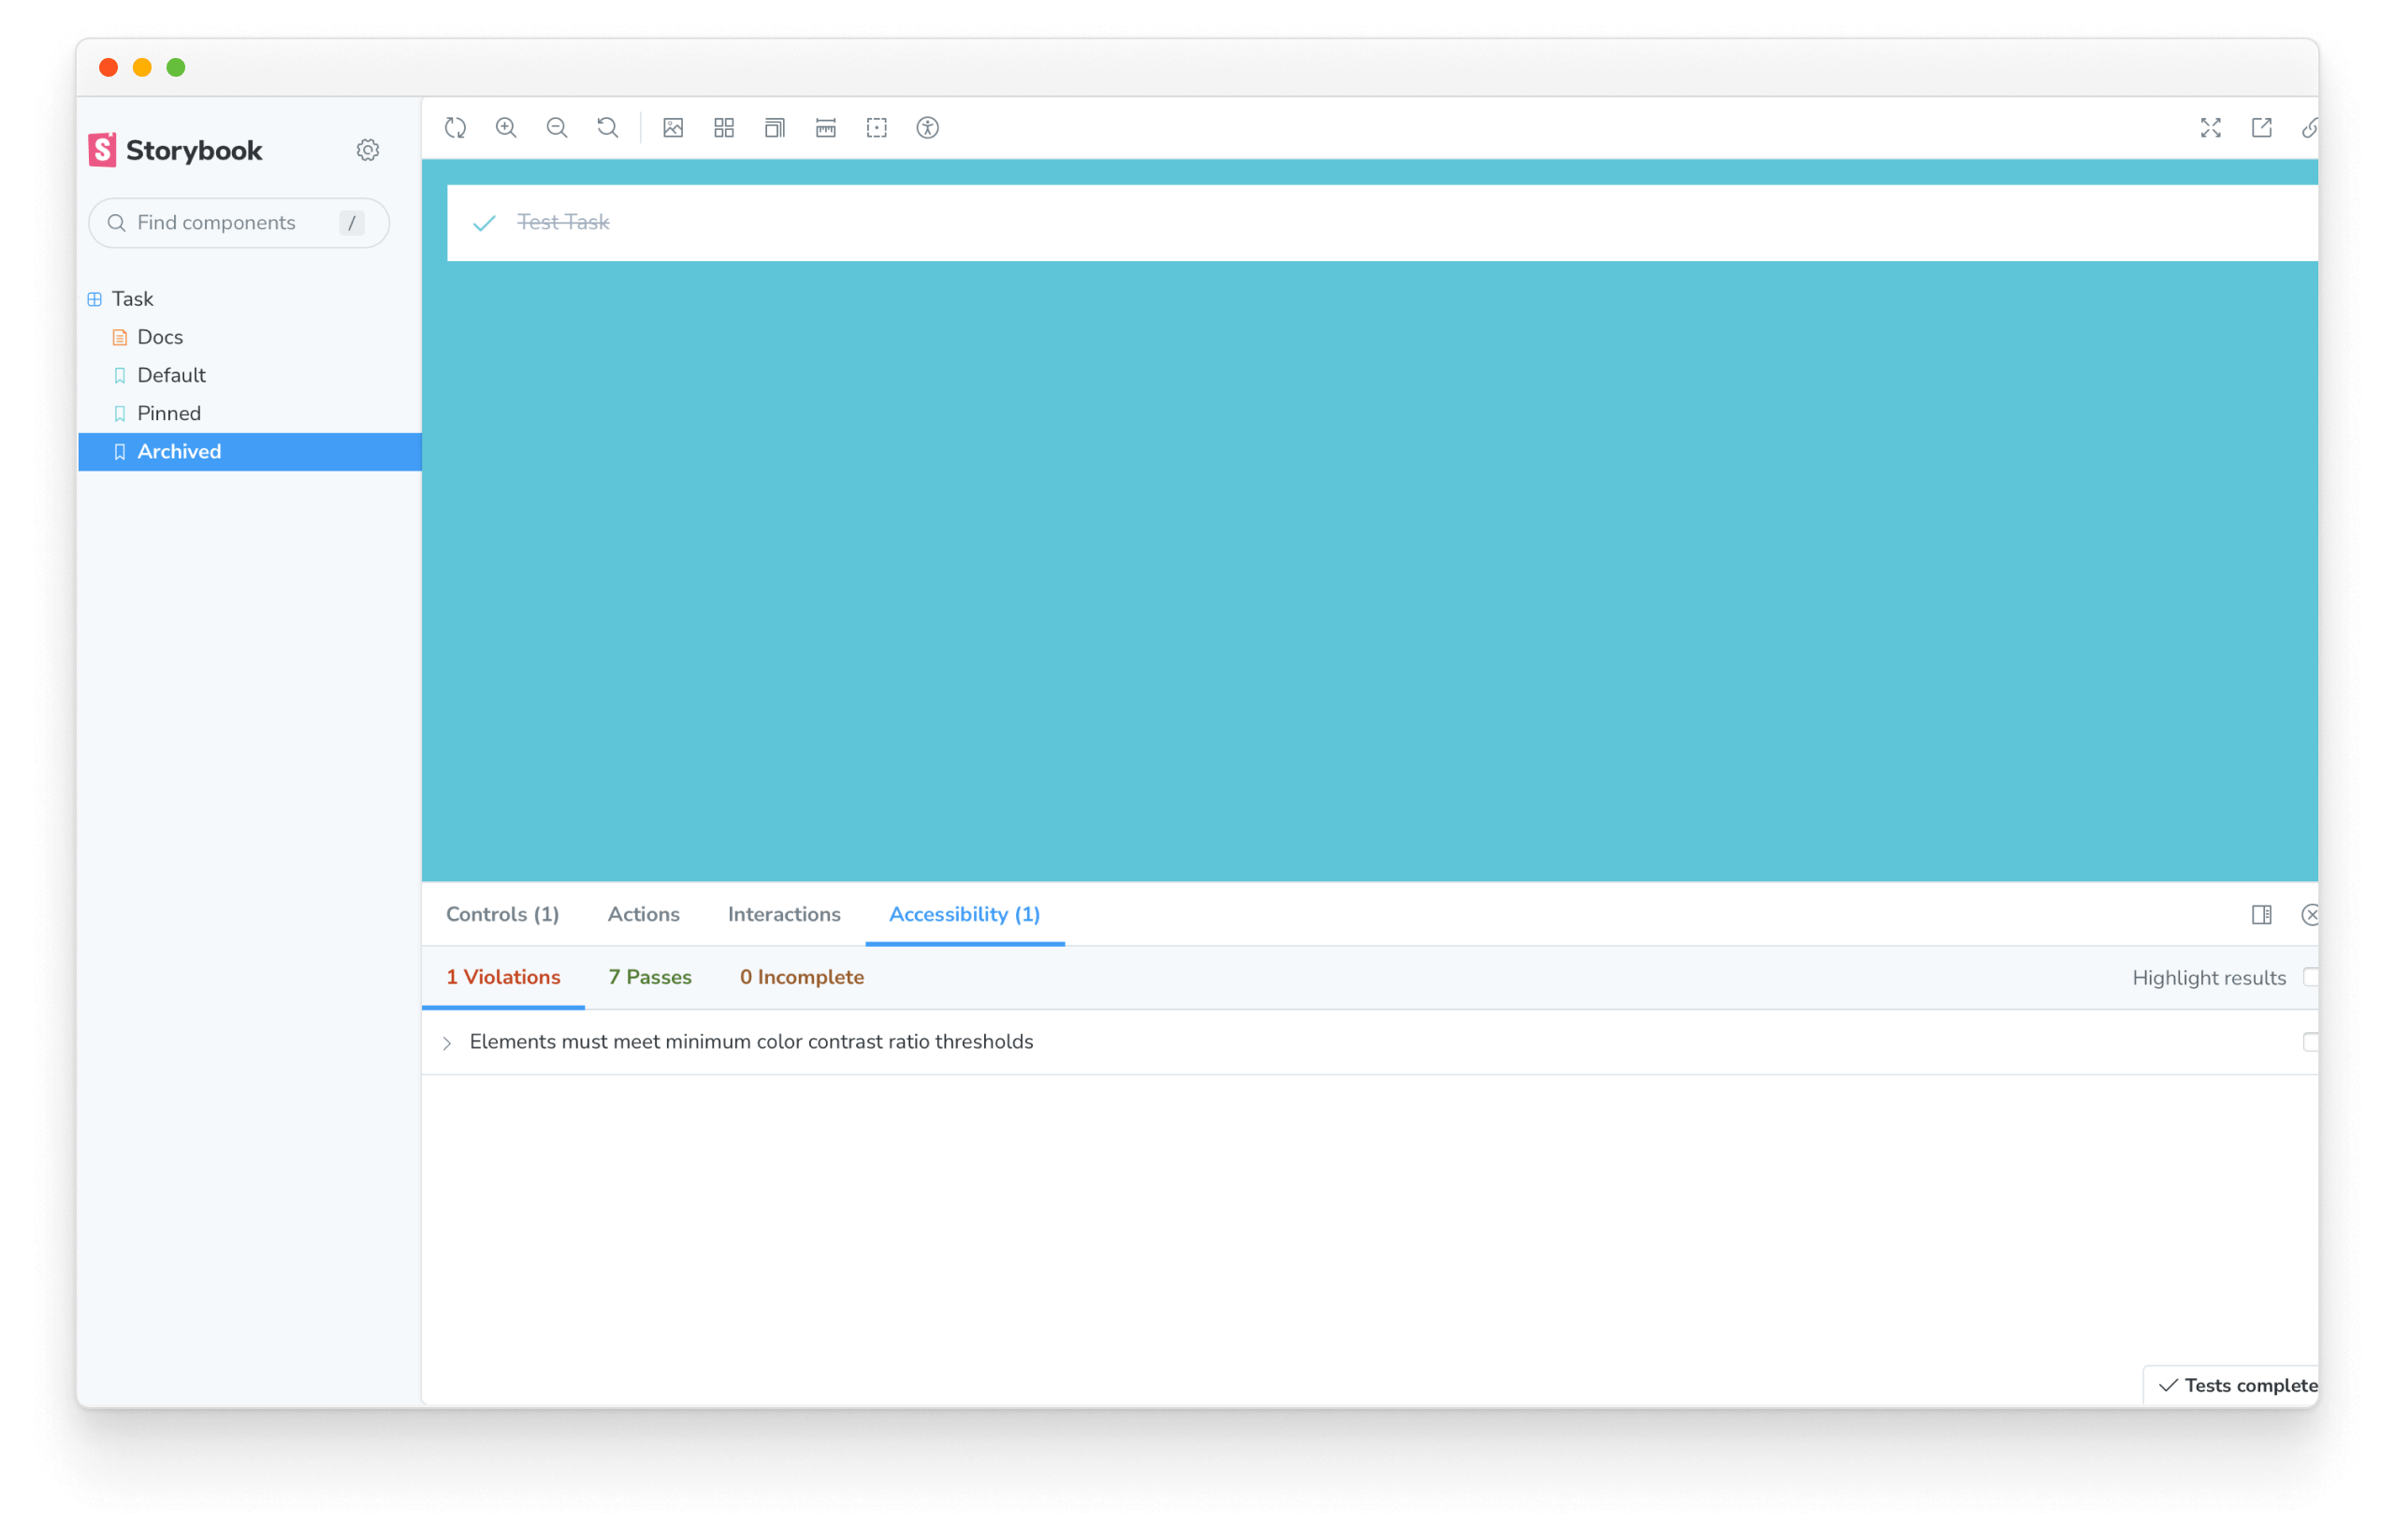 Storybook
Find components /
Task
Docs
Default
Pinned
Archived
Test Task
Controls (1) Actions Interactions Accessibility (1)
1 Violations 7 Passes 0 Incomplete Highlight results
Elements must meet minimum color contrast ratio thresholds
Tests complete